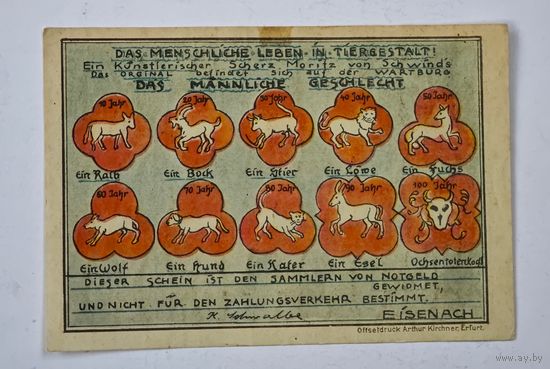 DAS MENSCHLICHE LEBEN IN TIERGESTALT!
Ein Künstlerischer Scherz Moritz von Schwind's
Das ORGINAL befindet sich auf der WARTBURG
DAS MÄNNLICHE GESCHLECHT
10 Jahr 20 Jahr 30 Jahr 40 Jahr 50 Jahr
Ein Kalb Ein Bock Ein Stier Ein Löwe Ein Fuchs
60 Jahr 70 Jahr 80 Jahr 90 Jahr 100 Jahr
Ein Wolf Ein Hund Ein Kater Ein Esel Ochsentotenkopf
DIESER SCHEIN IST DEN SAMMLERN VON NOTGELD
GEWIDMET,
UND NICHT FÜR DEN ZAHLUNGSVERKEHR BESTIMMT.
K. Schwalbe EISENACH
Offsetdruck Arthur Kirchner, Erfurt.
www.ay.by